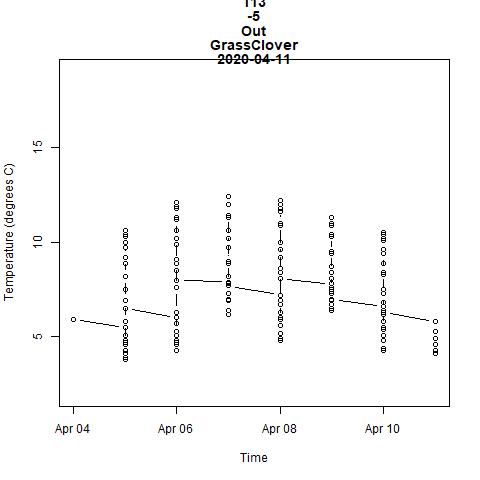 113
-5
Out
GrassClover
2020-04-11
Temperature (degrees C)
15
10
5
Apr 04
Apr 06
Apr 08
Apr 10
Time